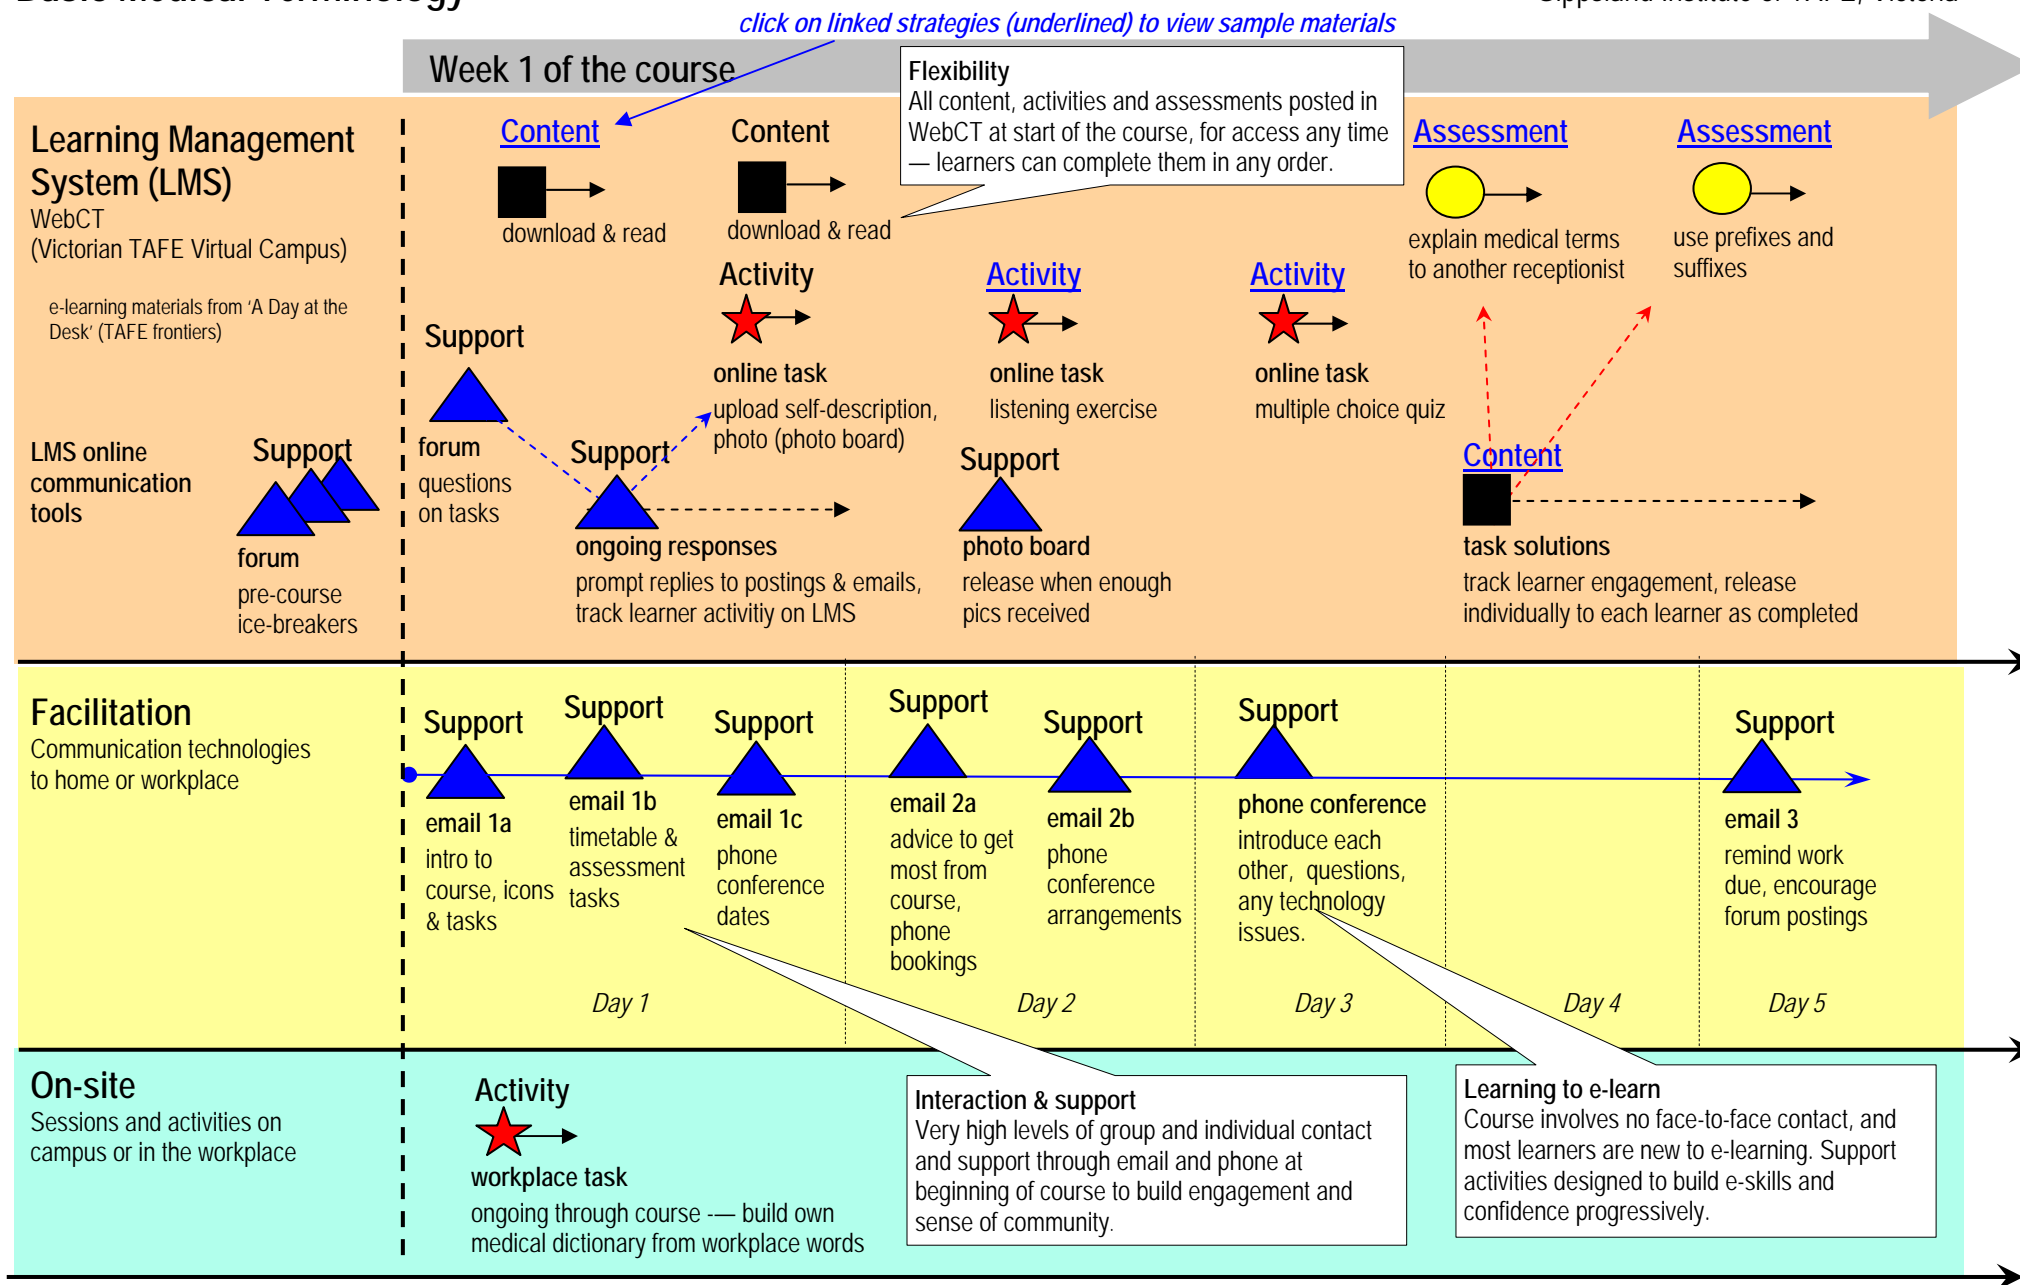 Basic Medical Terminology
Gippsland Institute of TAFE, Victoria
click on linked strategies (underlined) to view sample materials
Week 1 of the course
Flexibility
All content, activities and assessments posted in
WebCT at start of the course, for access any time
— learners can complete them in any order.
Learning Management
System (LMS)
WebCT
(Victorian TAFE Virtual Campus)
e-learning materials from ‘A Day at the
Desk’ (TAFE frontiers)
Content
download & read
Content
download & read
Assessment
explain medical terms
to another receptionist
Assessment
use prefixes and
suffixes
Activity
online task
upload self-description,
photo (photo board)
Activity
online task
listening exercise
Activity
online task
multiple choice quiz
LMS online
communication
tools
Support
forum
pre-course
ice-breakers
Support
forum
questions
on tasks
Support
ongoing responses
prompt replies to postings & emails,
track learner activitiy on LMS
Support
photo board
release when enough
pics received
Content
task solutions
track learner engagement, release
individually to each learner as completed
Facilitation
Communication technologies
to home or workplace
Support
email 1a
intro to
course, icons
& tasks
Support
email 1b
timetable &
assessment
tasks
Support
email 1c
phone
conference
dates
Support
email 2a
advice to get
most from
course,
phone
bookings
Support
email 2b
phone
conference
arrangements
Support
phone conference
introduce each
other, questions,
any technology
issues.
Support
email 3
remind work
due, encourage
forum postings
Day 1
Day 2
Day 3
Day 4
Day 5
On-site
Sessions and activities on
campus or in the workplace
Activity
workplace task
ongoing through course -— build own
medical dictionary from workplace words
Interaction & support
Very high levels of group and individual contact
and support through email and phone at
beginning of course to build engagement and
sense of community.
Learning to e-learn
Course involves no face-to-face contact, and
most learners are new to e-learning. Support
activities designed to build e-skills and
confidence progressively.